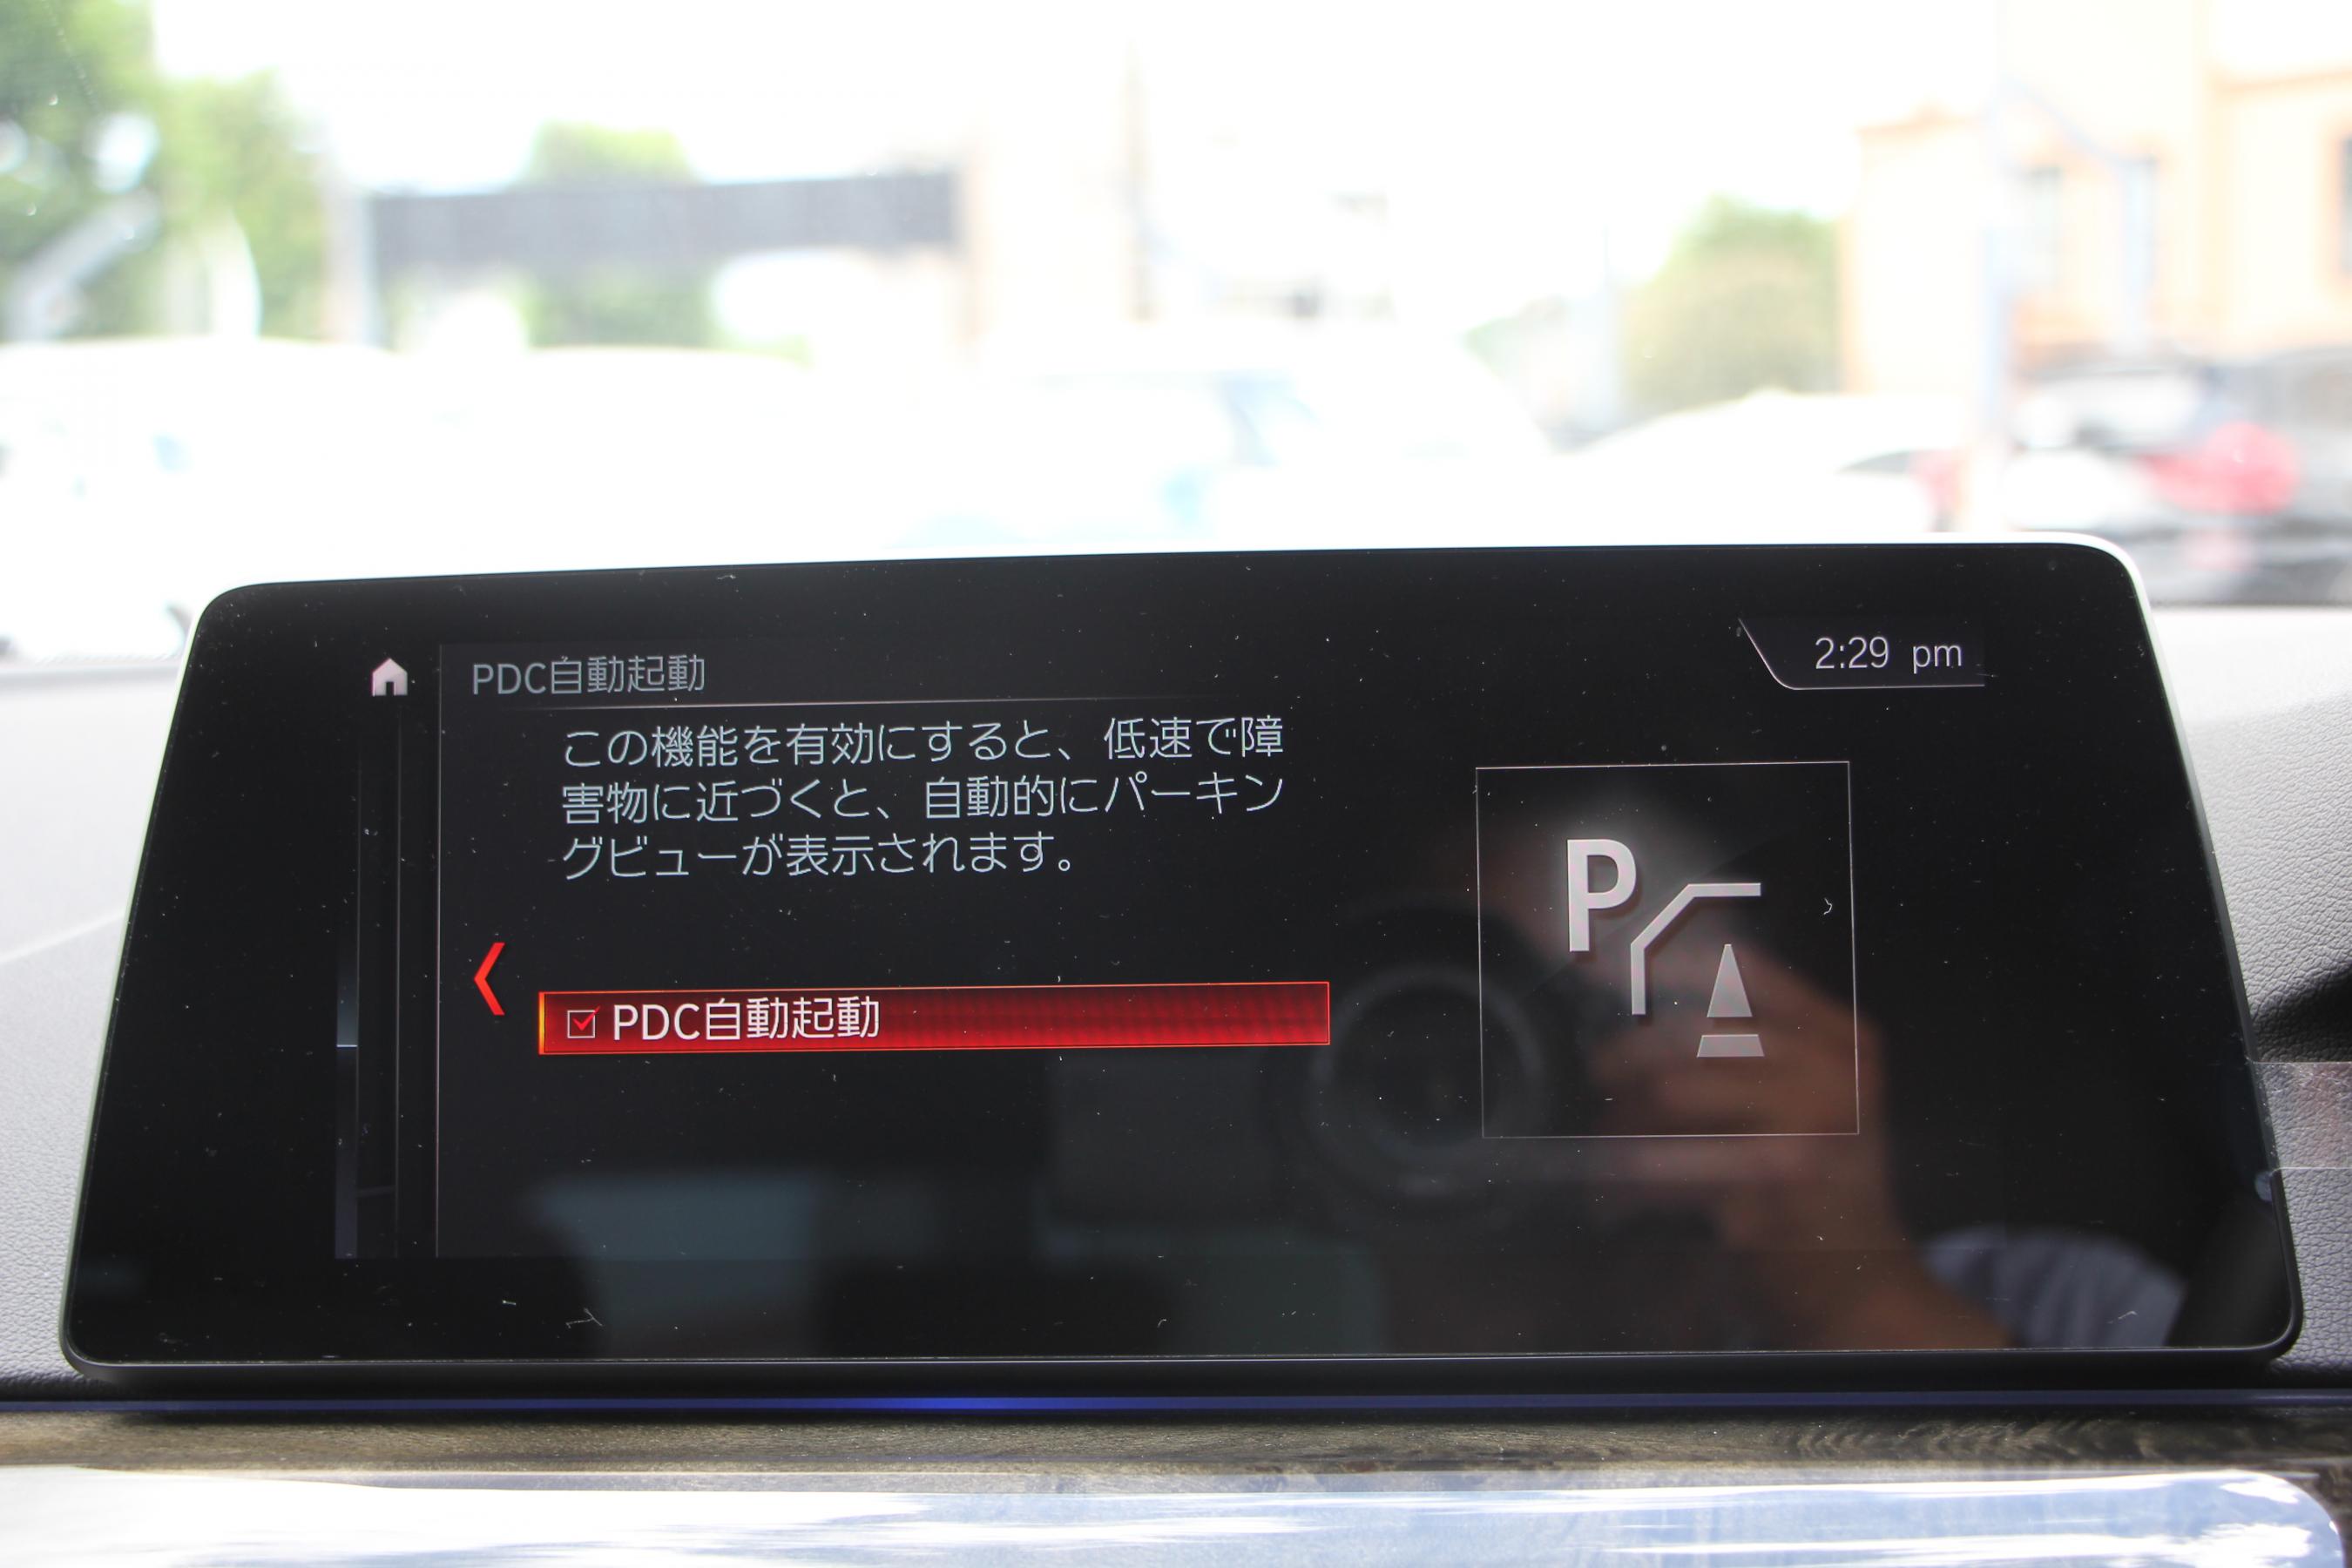 PDC自動起動
2:29 pm
この機能を有効にすると、低速で障
害物に近づくと、自動的にパーキン
グビューが表示されます。
P
PDC自動起動